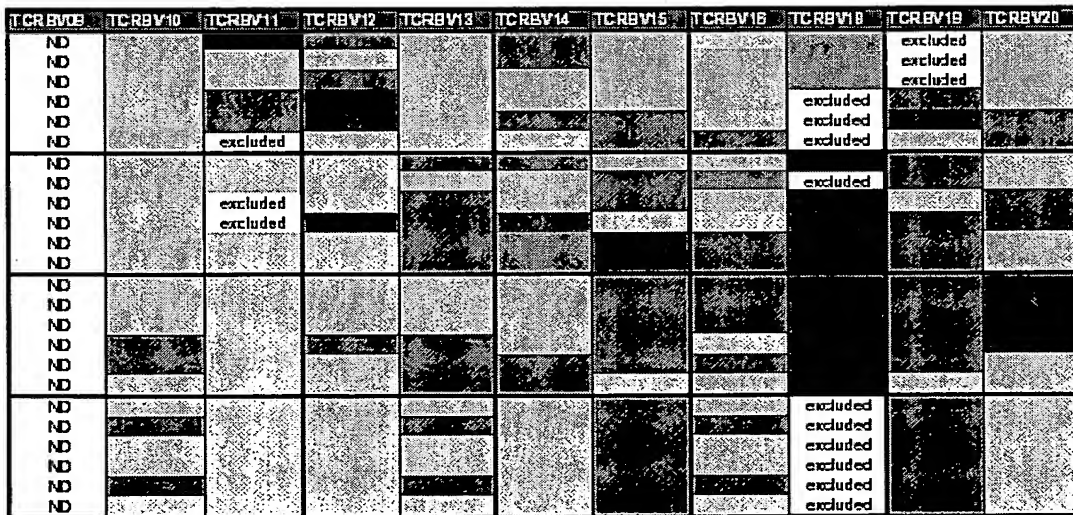 TCRBV09 TCRBV10 TCRBV11 TCRBV12 TCRBV13 TCRBV14 TCRBV15 TCRBV16 TCRBV18 TCRBV19 TCRBV20
ND excluded
ND excluded
ND excluded
ND excluded
ND excluded
ND excluded excluded
ND
ND excluded
ND excluded
ND excluded
ND
ND
ND
ND
ND
ND
ND
ND
ND excluded
ND excluded
ND excluded
ND excluded
ND excluded
ND excluded